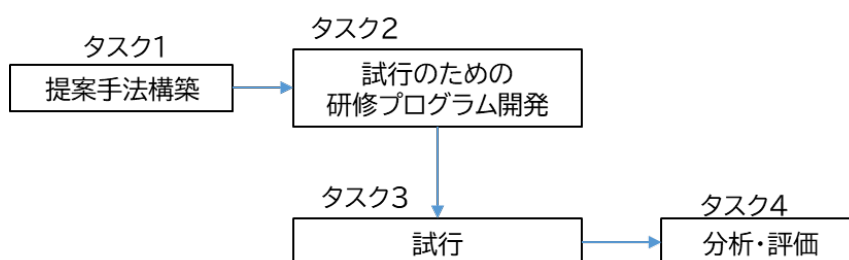 タスク1
提案手法構築
タスク2
試行のための
研修プログラム開発
タスク3
試行
タスク4
分析・評価